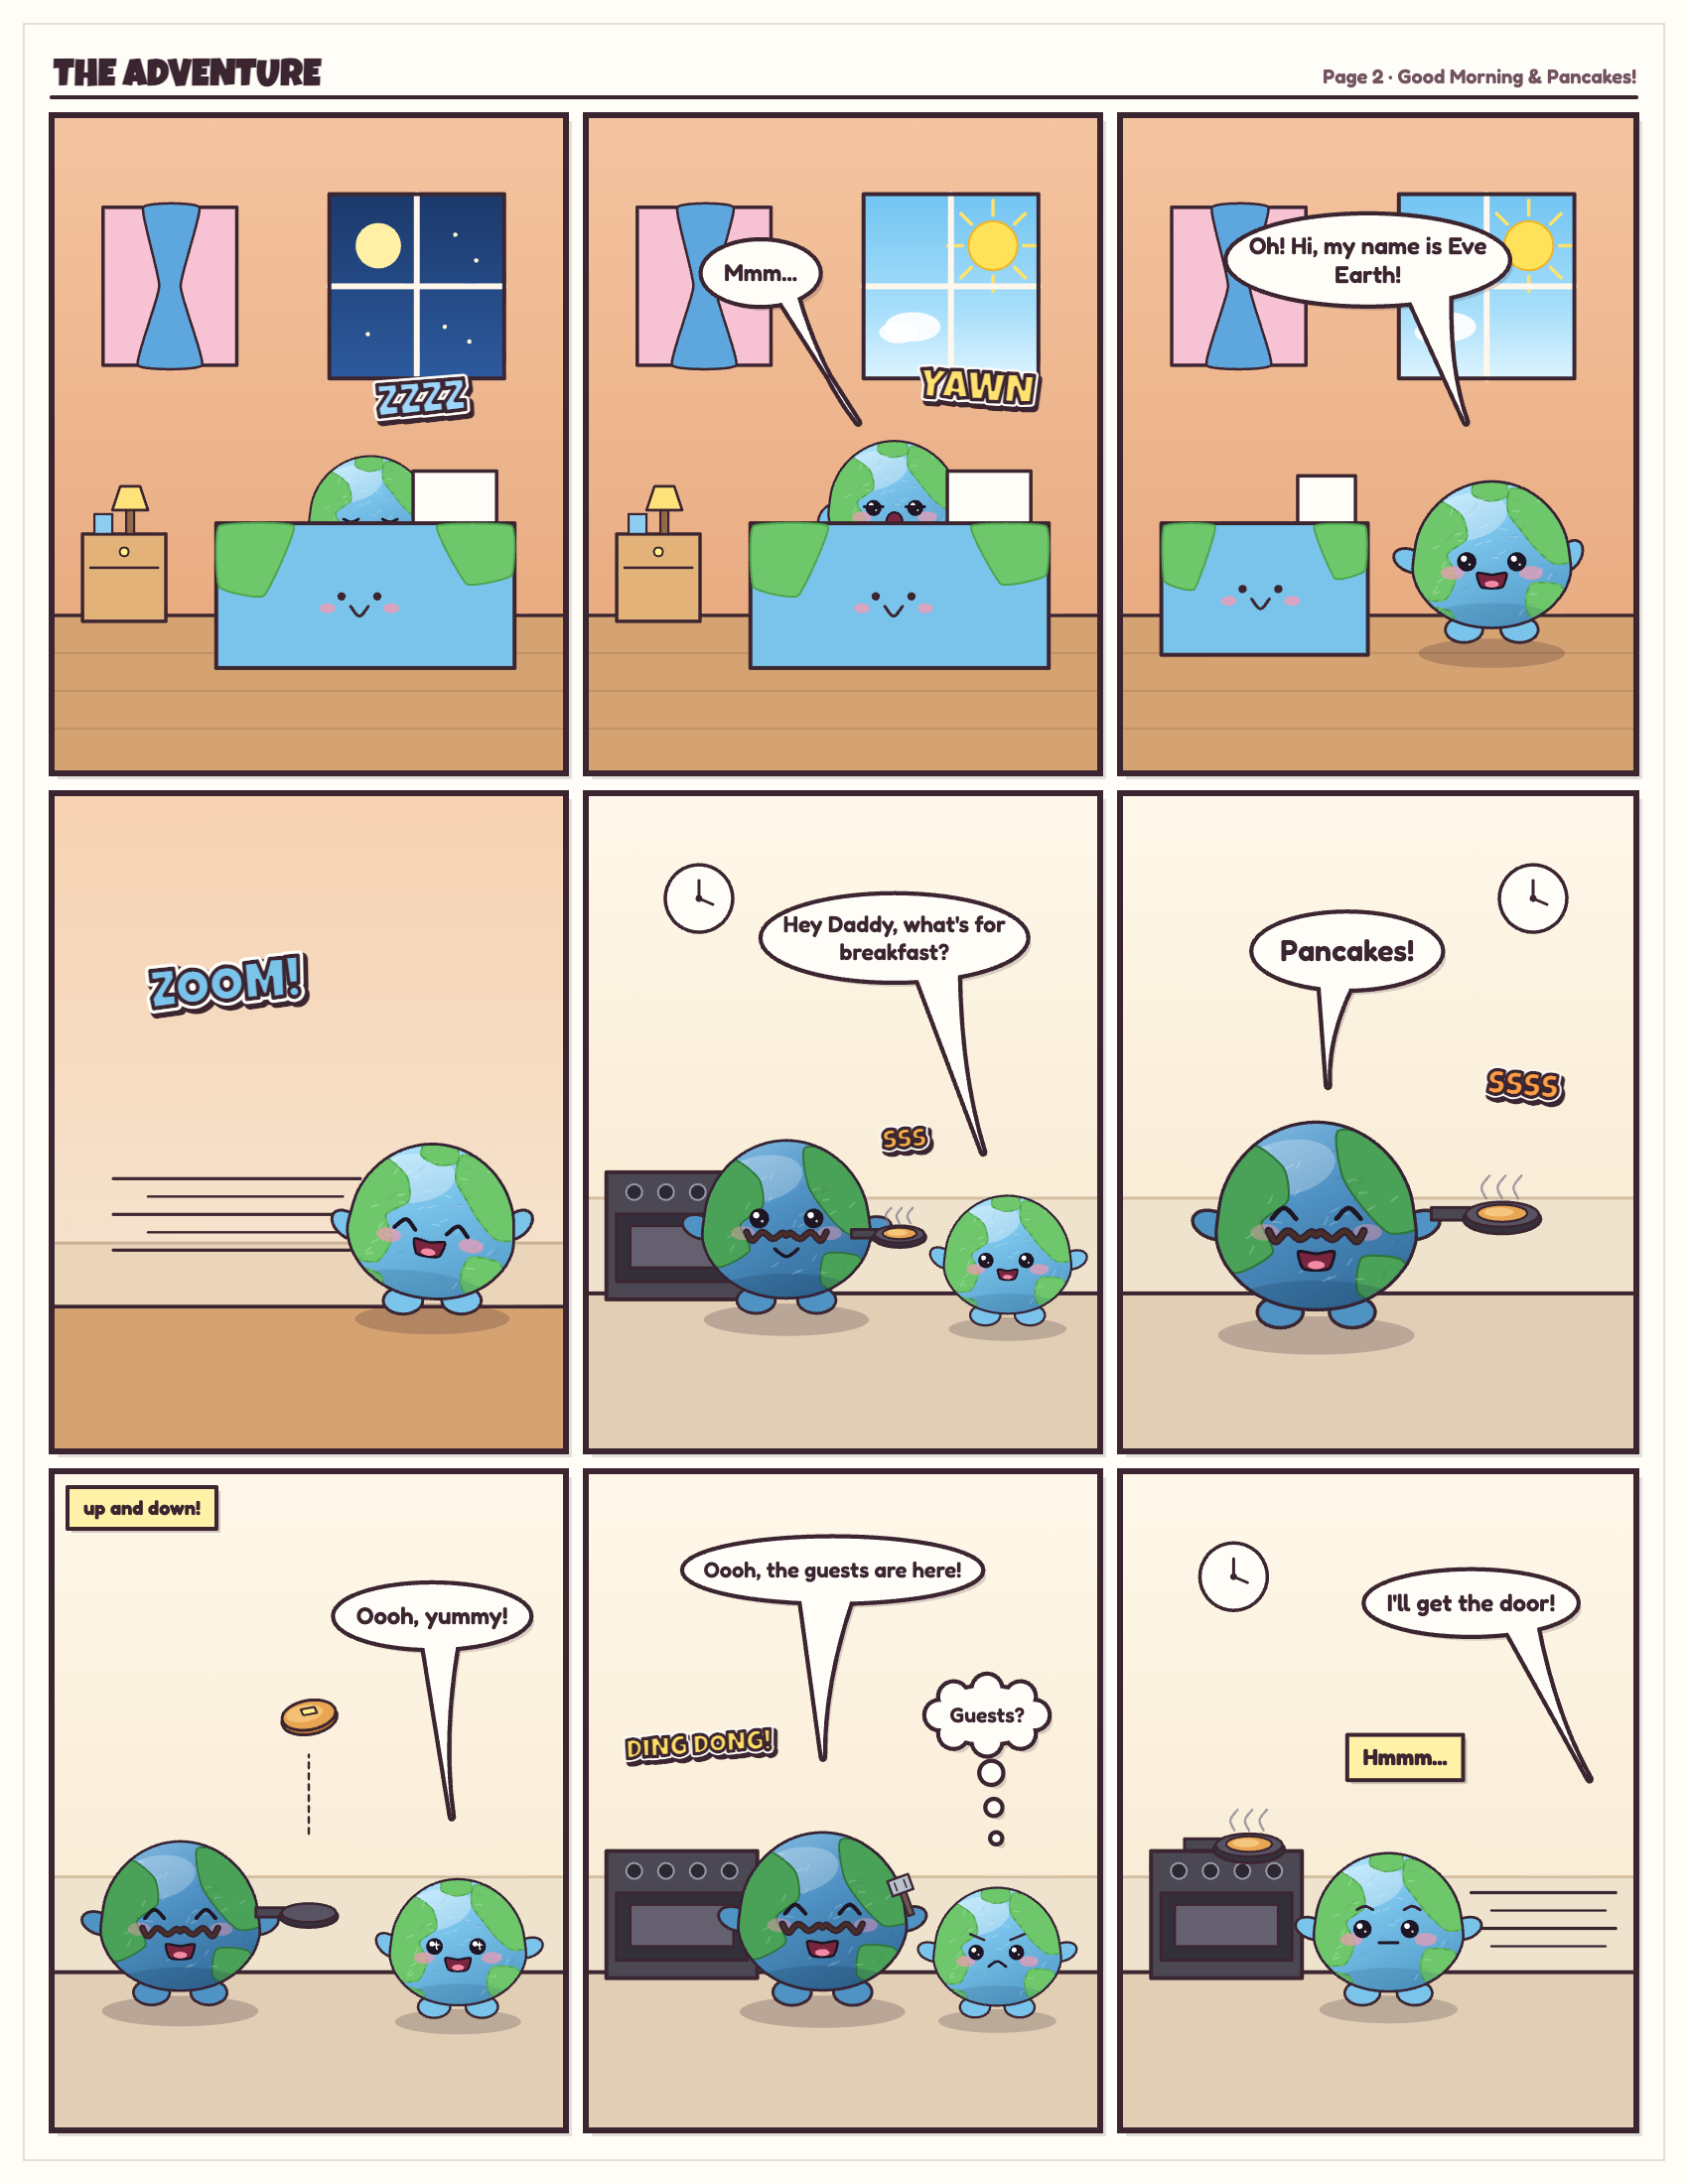 THE ADVENTURE
Page 2 · Good Morning & Pancakes!
ZZZZ
Mmm...
YAWN
Oh! Hi, my name is Eve
Earth!
ZOOM!
Hey Daddy, what's for
breakfast?
SSS
Pancakes!
SSSS
up and down!
Oooh, yummy!
Oooh, the guests are here!
Guests?
DING DONG!
I'll get the door!
Hmmm...